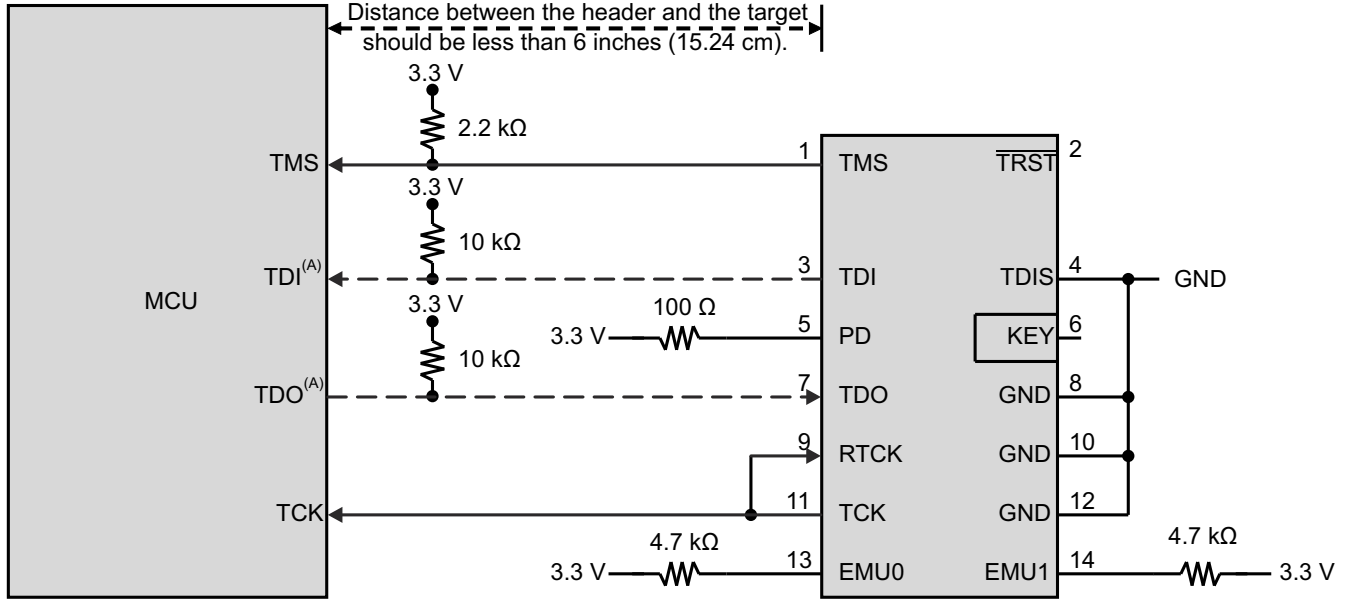 Distance between the header and the target
should be less than 6 inches (15.24 cm).
3.3 V
2.2 kΩ
TMS
1
TMS
TRST
2
3.3 V
10 kΩ
TDI(A)
3
TDI
TDIS
4
GND
MCU
3.3 V
100 Ω
3.3 V
5
PD
KEY
6
10 kΩ
TDO(A)
7
TDO
GND
8
9
RTCK
GND
10
TCK
11
TCK
GND
12
4.7 kΩ
3.3 V
13
EMU0
EMU1
14
4.7 kΩ
3.3 V